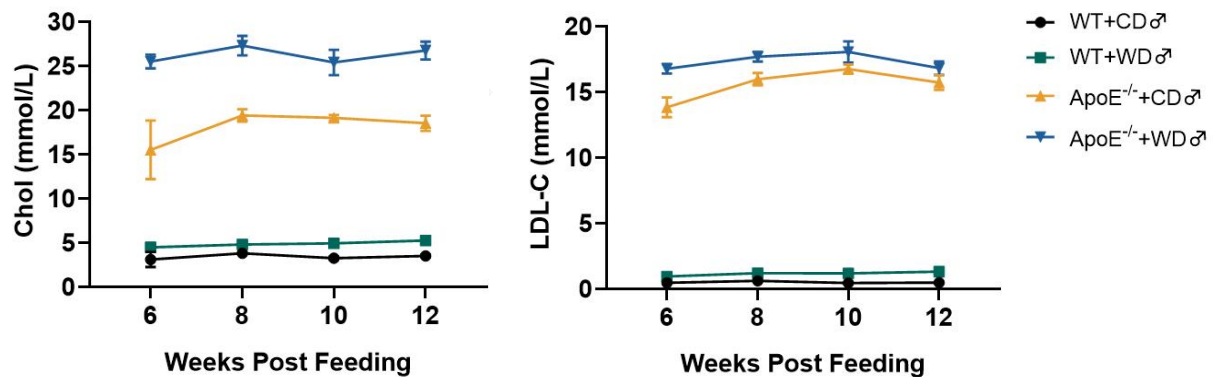 Chol (mmol/L)
30
25
20
15
10
5
0
6 8 10 12
Weeks Post Feeding
LDL-C (mmol/L)
20
15
10
5
0
6 8 10 12
Weeks Post Feeding
WT+CD♂
WT+WD♂
ApoE⁻/⁻+CD♂
ApoE⁻/⁻+WD♂